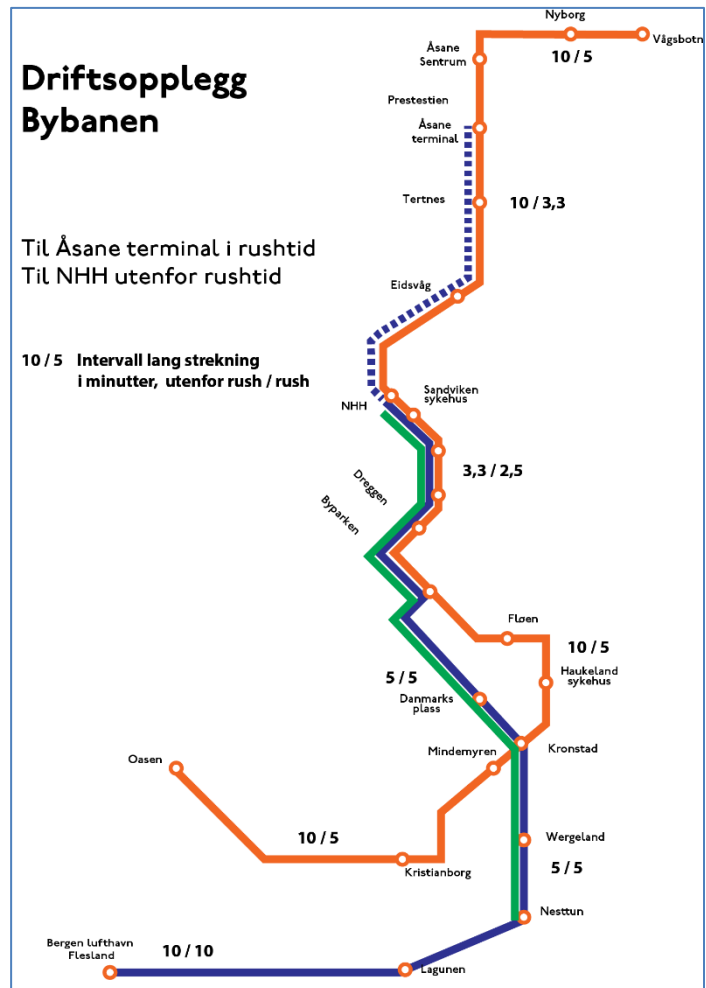 Driftsopplegg
Bybanen
Til Åsane terminal i rushtid
Til NHH utenfor rushtid
10 / 5 Intervall lang strekning
i minutter, utenfor rush / rush
Nyborg
Vågsbotn
10 / 5
Åsane
Sentrum
Prestestien
Åsane
terminal
Tertnes
10 / 3,3
Eidsvåg
Sandviken
sykehus
NHH
3,3 / 2,5
Dreggen
Byparken
Fløen
10 / 5
Haukeland
sykehus
5 / 5
Danmarks
plass
Kronstad
Mindemyren
Oasen
10 / 5
Kristianborg
Wergeland
5 / 5
Nesttun
Bergen lufthavn
Flesland
10 / 10
Lagunen